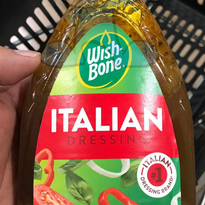 Wish-
Bone
ITALIAN
DRESSING
ITALIAN
#1
DRESSING BRAND